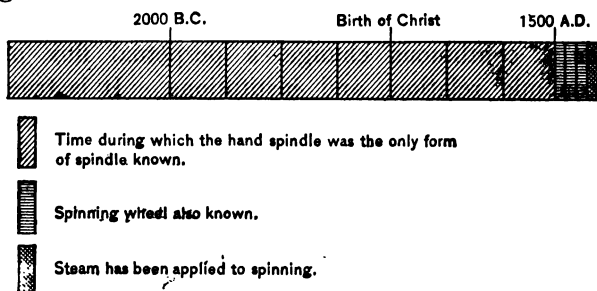 2000 B.C. Birth of Christ 1500 A.D.
Time during which the hand spindle was the only form
of spindle known.
Spinning wheel also known.
Steam has been applied to spinning.